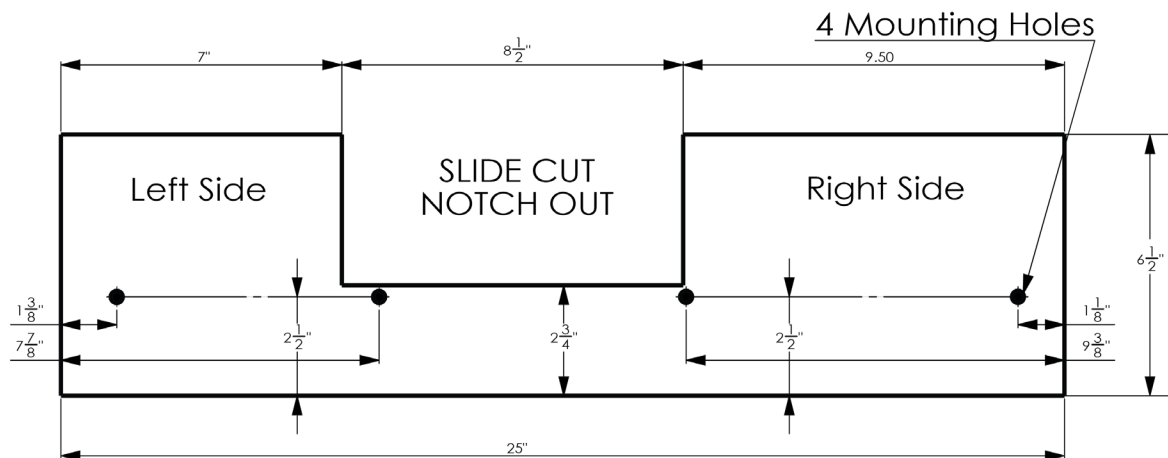 4 Mounting Holes
7"
8 1/2"
9.50
SLIDE CUT
NOTCH OUT
Left Side
Right Side
6 1/2"
1 3/8"
7 7/8"
2 1/2"
2 3/4"
2 1/2"
1 1/8"
9 3/8"
25"